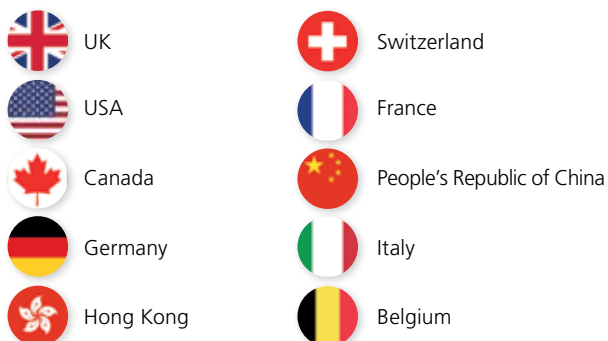 UK
USA
Canada
Germany
Hong Kong
Switzerland
France
People's Republic of China
Italy
Belgium